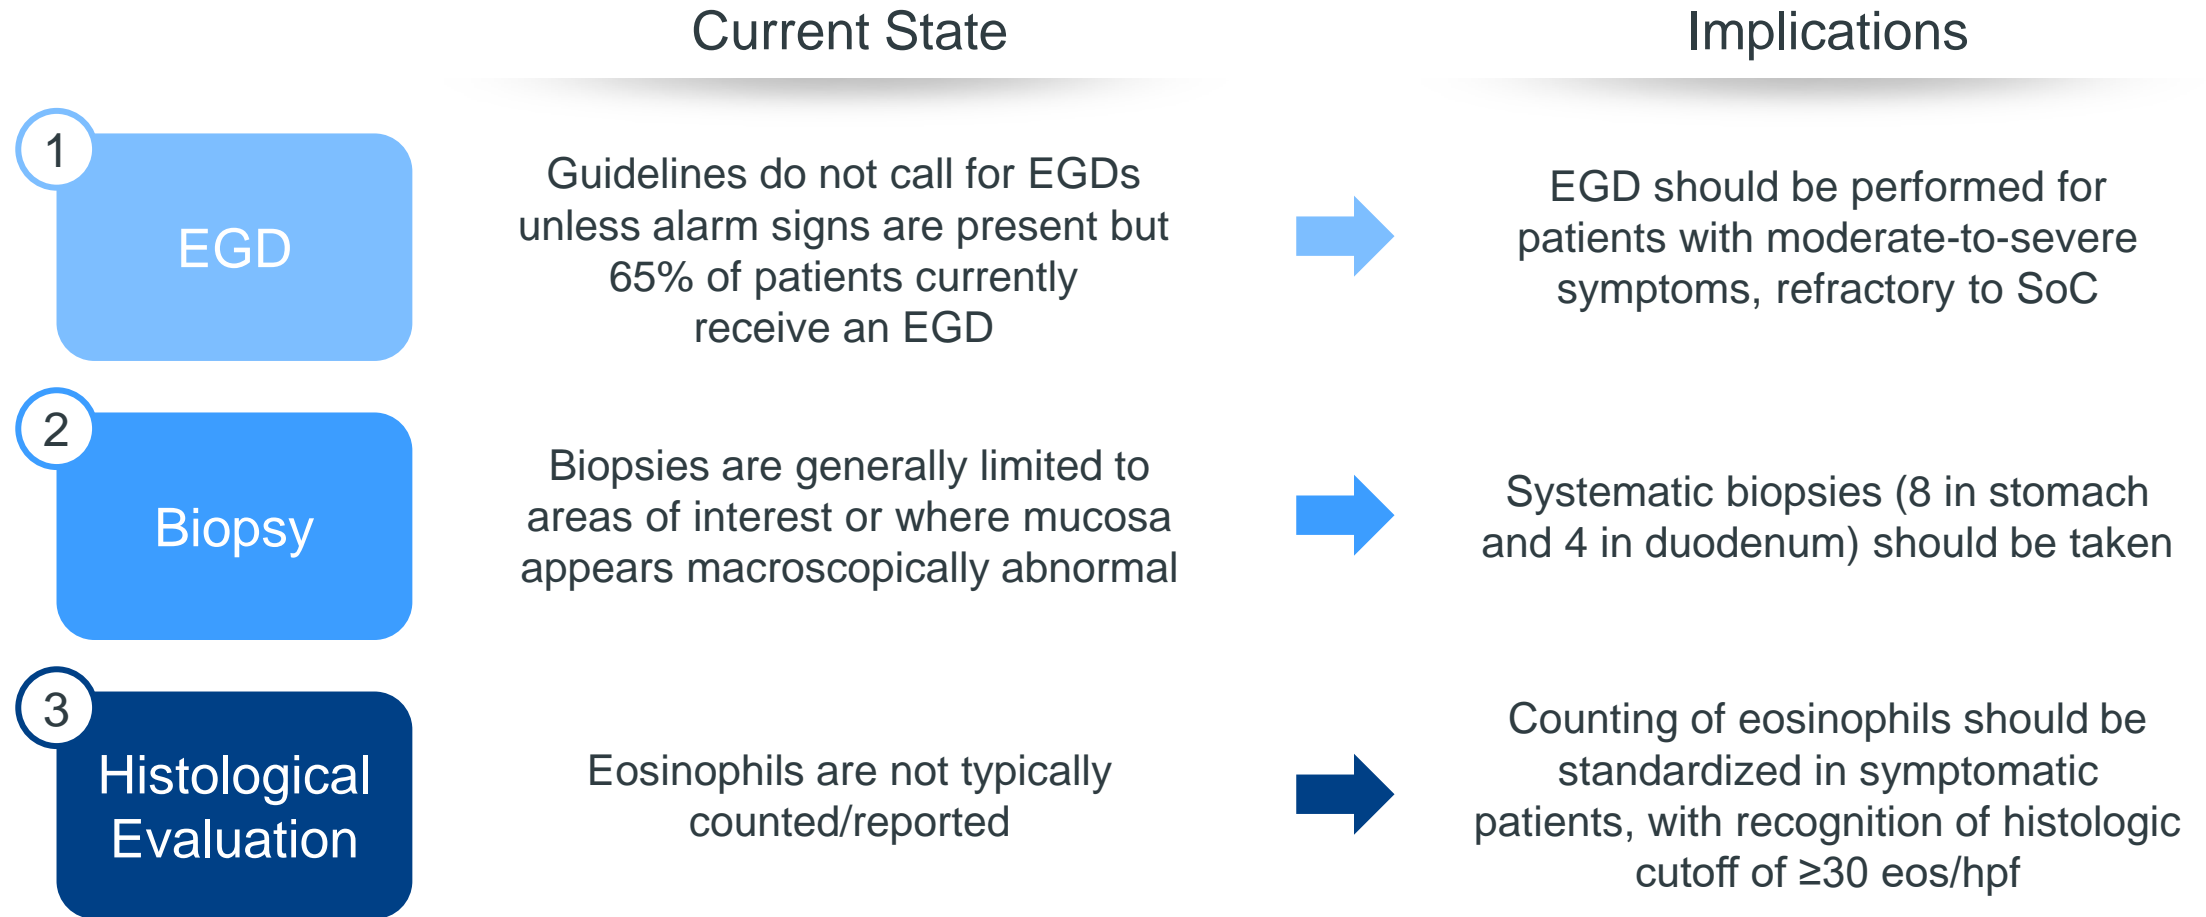 Current State
Implications
1
EGD
Guidelines do not call for EGDs
unless alarm signs are present but
65% of patients currently
receive an EGD
EGD should be performed for
patients with moderate-to-severe
symptoms, refractory to SoC
2
Biopsy
Biopsies are generally limited to
areas of interest or where mucosa
appears macroscopically abnormal
Systematic biopsies (8 in stomach
and 4 in duodenum) should be taken
3
Histological
Evaluation
Eosinophils are not typically
counted/reported
Counting of eosinophils should be
standardized in symptomatic
patients, with recognition of histologic
cutoff of ≥30 eos/hpf